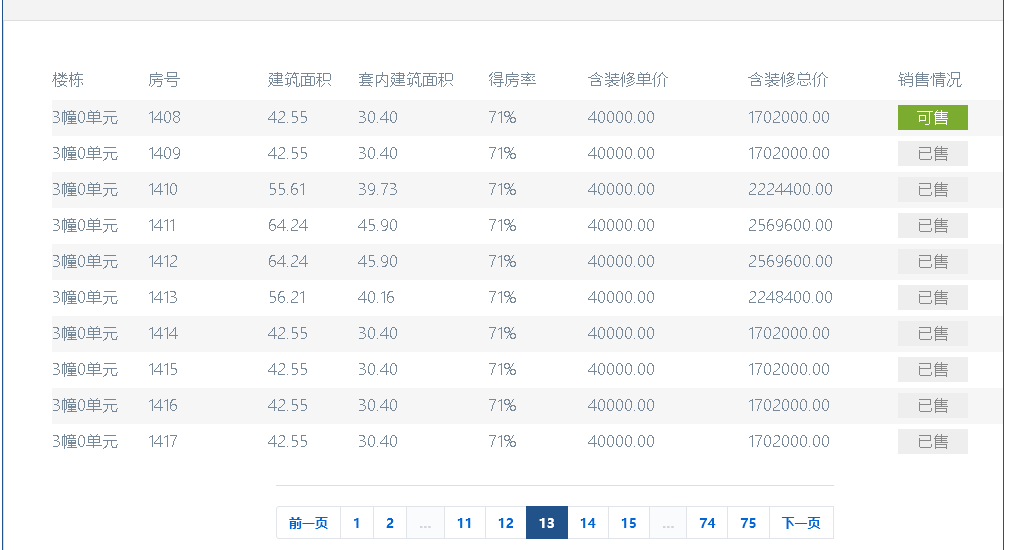 楼栋 房号 建筑面积 套内建筑面积 得房率 含装修单价 含装修总价 销售情况
3幢0单元 1408 42.55 30.40 71% 40000.00 1702000.00 可售
3幢0单元 1409 42.55 30.40 71% 40000.00 1702000.00 已售
3幢0单元 1410 55.61 39.73 71% 40000.00 2224400.00 已售
3幢0单元 1411 64.24 45.90 71% 40000.00 2569600.00 已售
3幢0单元 1412 64.24 45.90 71% 40000.00 2569600.00 已售
3幢0单元 1413 56.21 40.16 71% 40000.00 2248400.00 已售
3幢0单元 1414 42.55 30.40 71% 40000.00 1702000.00 已售
3幢0单元 1415 42.55 30.40 71% 40000.00 1702000.00 已售
3幢0单元 1416 42.55 30.40 71% 40000.00 1702000.00 已售
3幢0单元 1417 42.55 30.40 71% 40000.00 1702000.00 已售
前一页 1 2 ... 11 12 13 14 15 ... 74 75 下一页